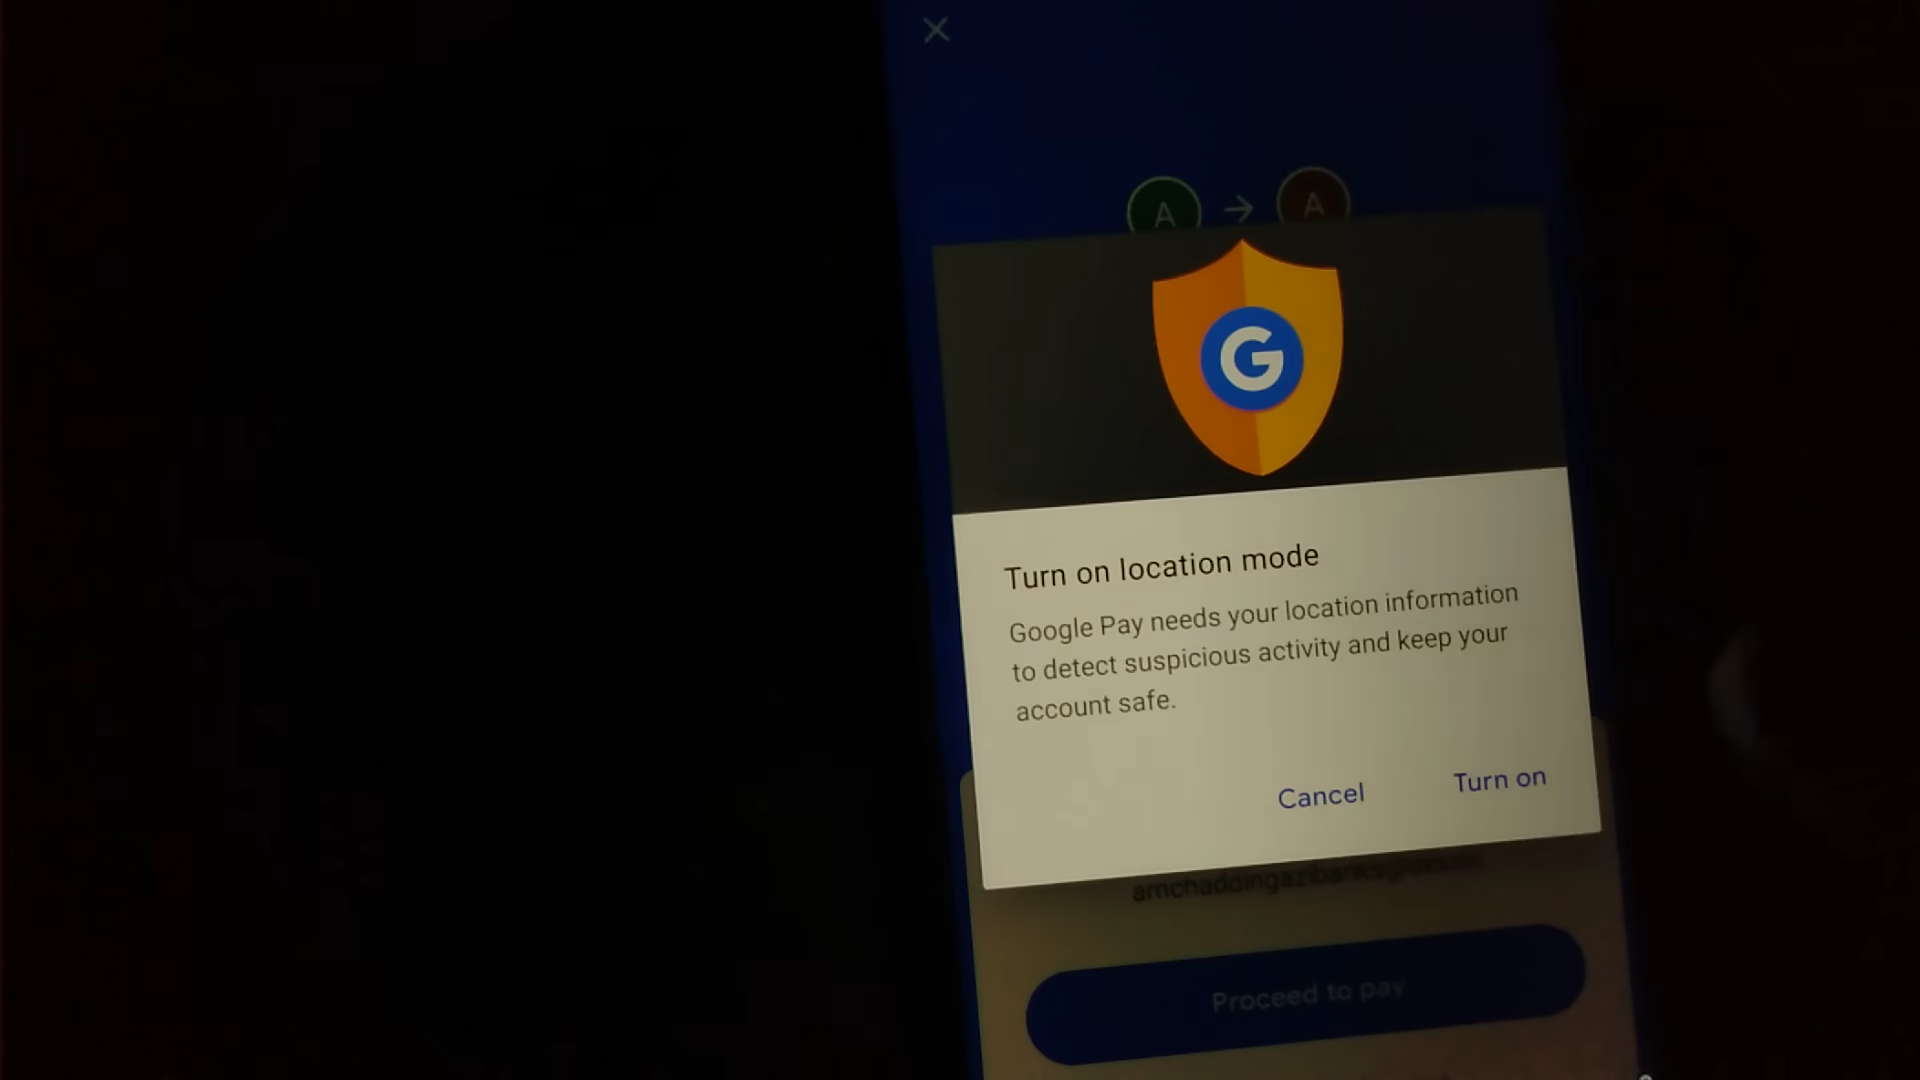 A → A
G
Turn on location mode
Google Pay needs your location information
to detect suspicious activity and keep your
account safe.
Cancel Turn on
Proceed to pay